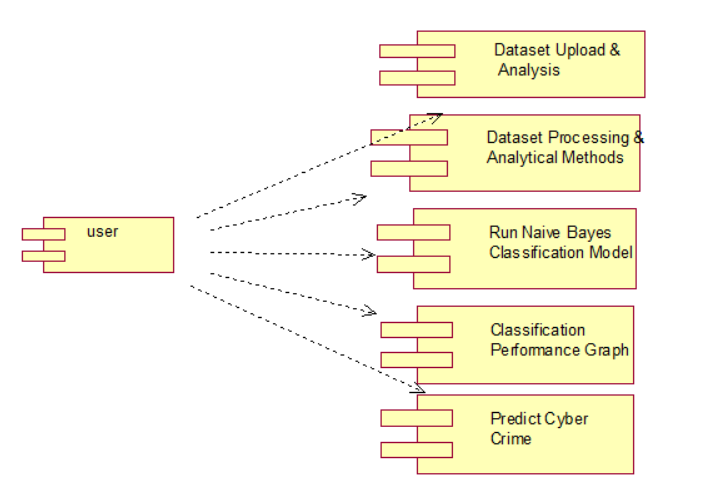 Dataset Upload &
Analysis
Dataset Processing &
Analytical Methods
user
Run Naive Bayes
Classification Model
Classification
Performance Graph
Predict Cyber
Crime